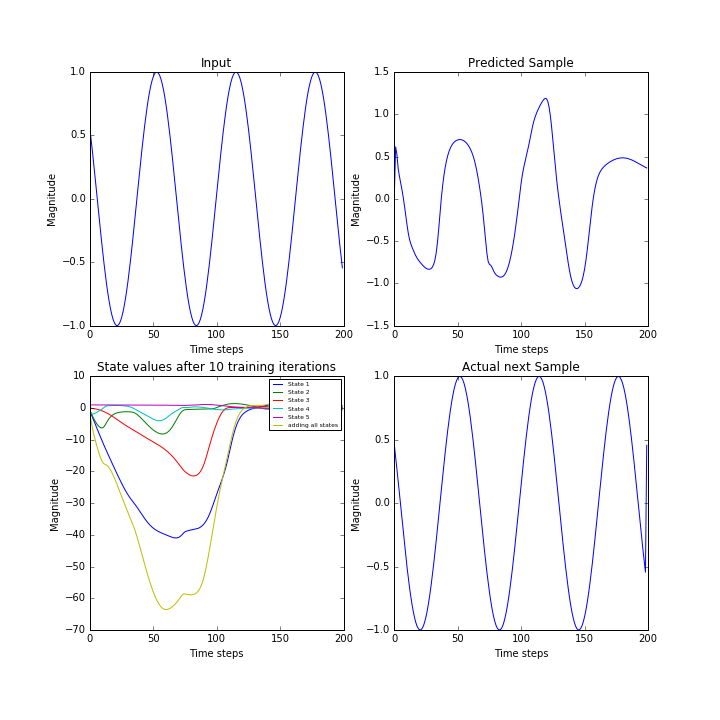 Input
Magnitude
1.0
0.5
0.0
−0.5
−1.0
0 50 100 150 200
Time steps
Predicted Sample
Magnitude
1.5
1.0
0.5
0.0
−0.5
−1.0
−1.5
0 50 100 150 200
Time steps
State values after 10 training iterations
Magnitude
10
0
−10
−20
−30
−40
−50
−60
−70
0 50 100 150 200
Time steps
State 1
State 2
State 3
State 4
State 5
adding all states
Actual next Sample
Magnitude
1.0
0.5
0.0
−0.5
−1.0
0 50 100 150 200
Time steps